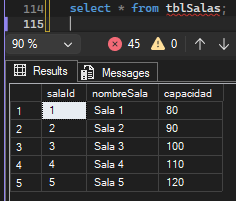 114 select * from tblSalas;
115
90 % 45 0
Results Messages
salaId nombreSala capacidad
1 1 Sala 1 80
2 2 Sala 2 90
3 3 Sala 3 100
4 4 Sala 4 110
5 5 Sala 5 120